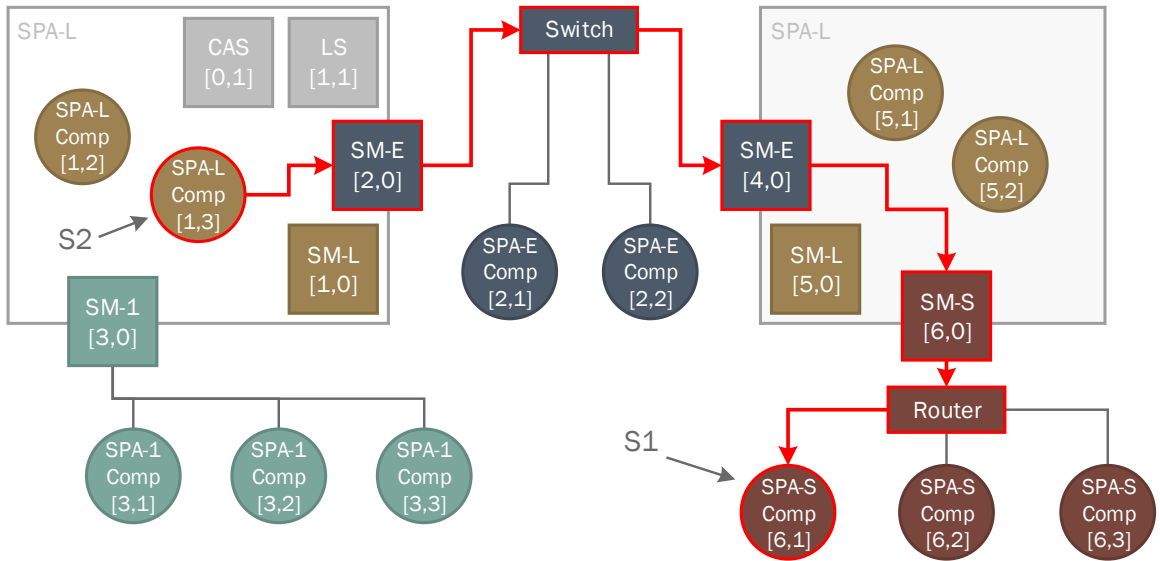 SPA-L
CAS
[0,1]
LS
[1,1]
SPA-L
Comp
[1,2]
SPA-L
Comp
[1,3]
S2
SM-E
[2,0]
SM-L
[1,0]
SM-1
[3,0]
SPA-1
Comp
[3,1]
SPA-1
Comp
[3,2]
SPA-1
Comp
[3,3]
Switch
SPA-E
Comp
[2,1]
SPA-E
Comp
[2,2]
SPA-L
SM-E
[4,0]
SPA-L
Comp
[5,1]
SPA-L
Comp
[5,2]
SM-L
[5,0]
SM-S
[6,0]
Router
S1
SPA-S
Comp
[6,1]
SPA-S
Comp
[6,2]
SPA-S
Comp
[6,3]